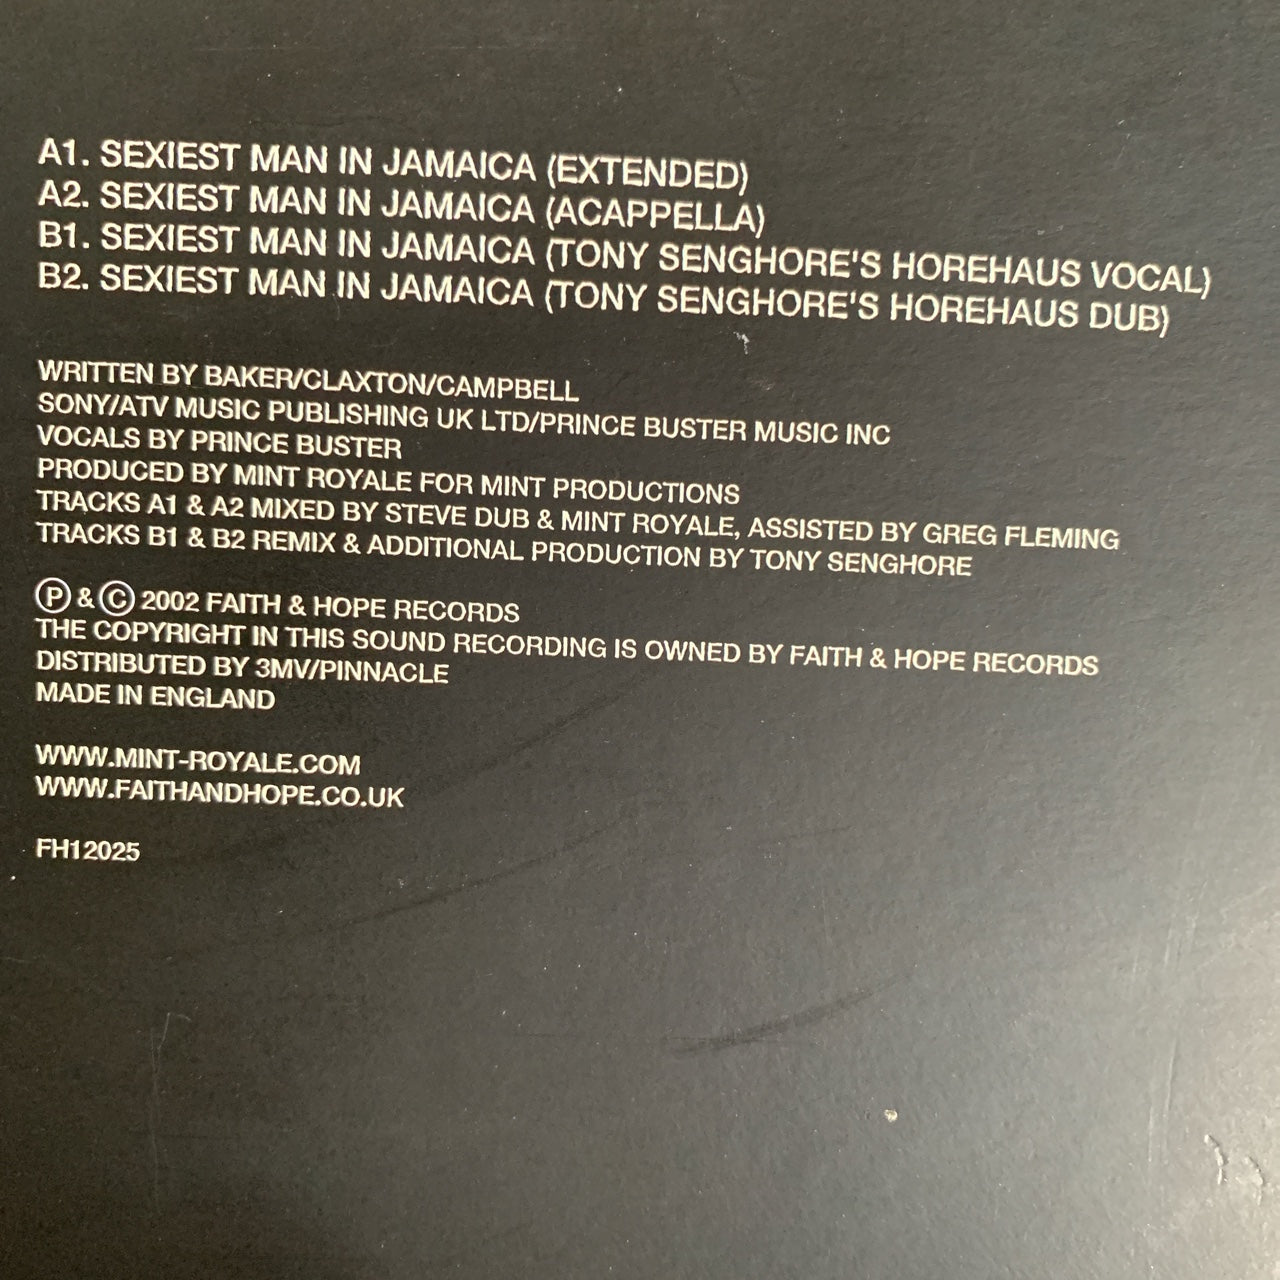 A1. SEXIEST MAN IN JAMAICA (EXTENDED)
A2. SEXIEST MAN IN JAMAICA (ACAPPELLA)
B1. SEXIEST MAN IN JAMAICA (TONY SENGHORE'S HOREHAUS VOCAL)
B2. SEXIEST MAN IN JAMAICA (TONY SENGHORE'S HOREHAUS DUB)
WRITTEN BY BAKER/CLAXTON/CAMPBELL
SONY/ATV MUSIC PUBLISHING UK LTD/PRINCE BUSTER MUSIC INC
VOCALS BY PRINCE BUSTER
PRODUCED BY MINT ROYALE FOR MINT PRODUCTIONS
TRACKS A1 & A2 MIXED BY STEVE DUB & MINT ROYALE, ASSISTED BY GREG FLEMING
TRACKS B1 & B2 REMIX & ADDITIONAL PRODUCTION BY TONY SENGHORE
Ⓟ & Ⓒ 2002 FAITH & HOPE RECORDS
THE COPYRIGHT IN THIS SOUND RECORDING IS OWNED BY FAITH & HOPE RECORDS
DISTRIBUTED BY 3MV/PINNACLE
MADE IN ENGLAND
WWW.MINT-ROYALE.COM
WWW.FAITHANDHOPE.CO.UK
FH12025